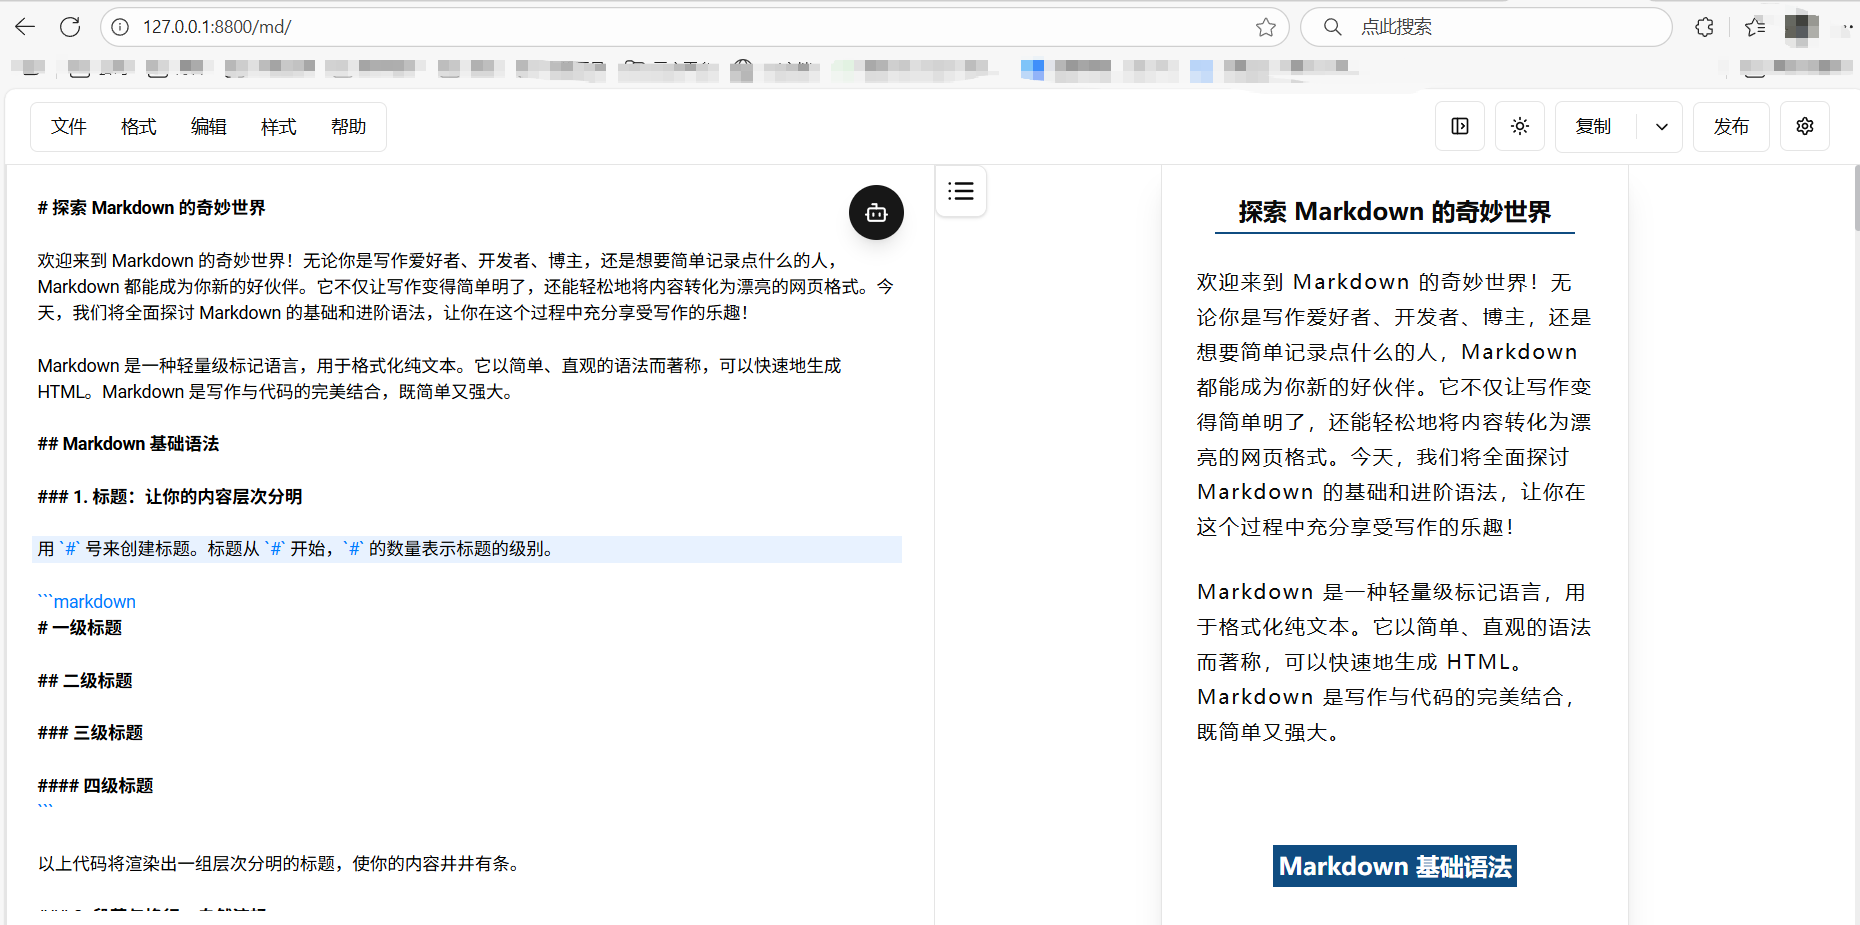 127.0.0.1:8800/md/
点此搜索
文件 格式 编辑 样式 帮助
复制
发布
# 探索 Markdown 的奇妙世界
欢迎来到 Markdown 的奇妙世界！无论你是写作爱好者、开发者、博主，还是想要简单记录点什么的人，
Markdown 都能成为你新的好伙伴。它不仅让写作变得简单明了，还能轻松地将内容转化为漂亮的网页格式。今
天，我们将全面探讨 Markdown 的基础和进阶语法，让你在这个过程中充分享受写作的乐趣！
Markdown 是一种轻量级标记语言，用于格式化纯文本。它以简单、直观的语法而著称，可以快速地生成
HTML。Markdown 是写作与代码的完美结合，既简单又强大。
## Markdown 基础语法
### 1. 标题：让你的内容层次分明
用 `#` 号来创建标题。标题从 `#` 开始，`#` 的数量表示标题的级别。
```markdown
# 一级标题
## 二级标题
### 三级标题
#### 四级标题
```
以上代码将渲染出一组层次分明的标题，使你的内容井井有条。
探索 Markdown 的奇妙世界
欢迎来到 Markdown 的奇妙世界！无
论你是写作爱好者、开发者、博主，还是
想要简单记录点什么的人，Markdown
都能成为你新的好伙伴。它不仅让写作变
得简单明了，还能轻松地将内容转化为漂
亮的网页格式。今天，我们将全面探讨
Markdown 的基础和进阶语法，让你在
这个过程中充分享受写作的乐趣！
Markdown 是一种轻量级标记语言，用
于格式化纯文本。它以简单、直观的语法
而著称，可以快速地生成 HTML。
Markdown 是写作与代码的完美结合，
既简单又强大。
Markdown 基础语法